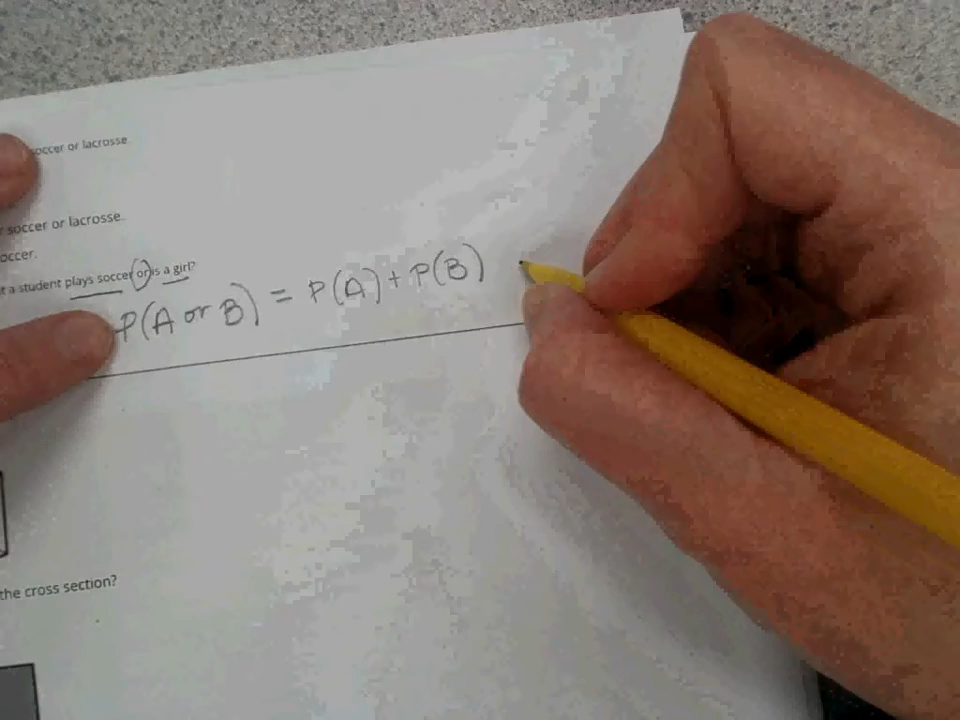 soccer or lacrosse.
soccer or lacrosse.
occer.
t a student plays soccer or is a girl?
P(A or B) = P(A) + P(B)
the cross section?